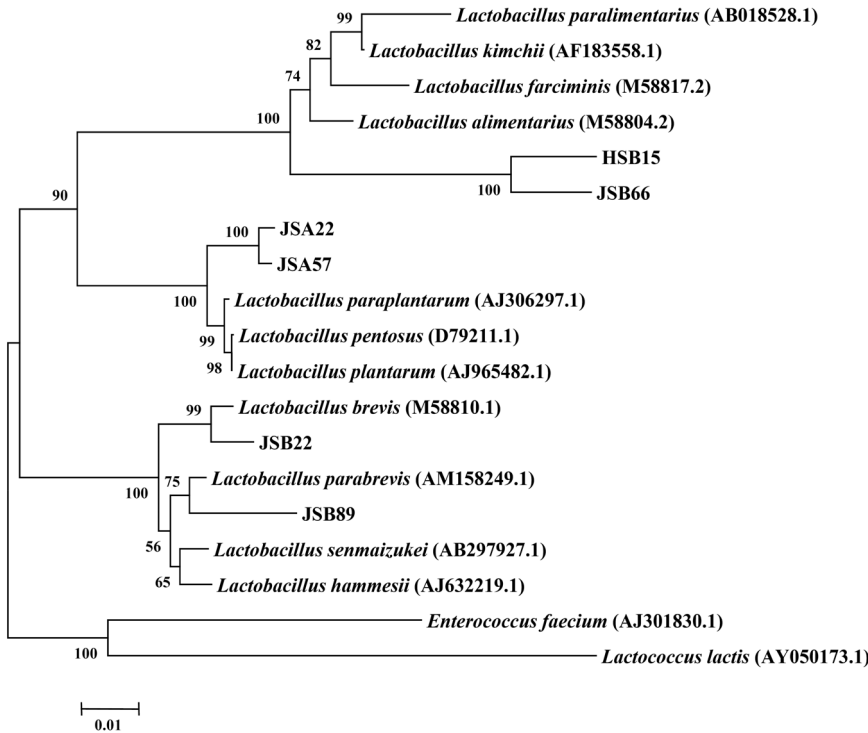 99
Lactobacillus paralimentarius (AB018528.1)
Lactobacillus kimchii (AF183558.1)
82
Lactobacillus farciminis (M58817.2)
74
Lactobacillus alimentarius (M58804.2)
100
HSB15
100
JSB66
90
100
JSA22
JSA57
100
Lactobacillus paraplantarum (AJ306297.1)
99
Lactobacillus pentosus (D79211.1)
98
Lactobacillus plantarum (AJ965482.1)
99
Lactobacillus brevis (M58810.1)
JSB22
100
75
Lactobacillus parabrevis (AM158249.1)
JSB89
56
Lactobacillus senmaizukei (AB297927.1)
65
Lactobacillus hammesii (AJ632219.1)
Enterococcus faecium (AJ301830.1)
100
Lactococcus lactis (AY050173.1)
0.01